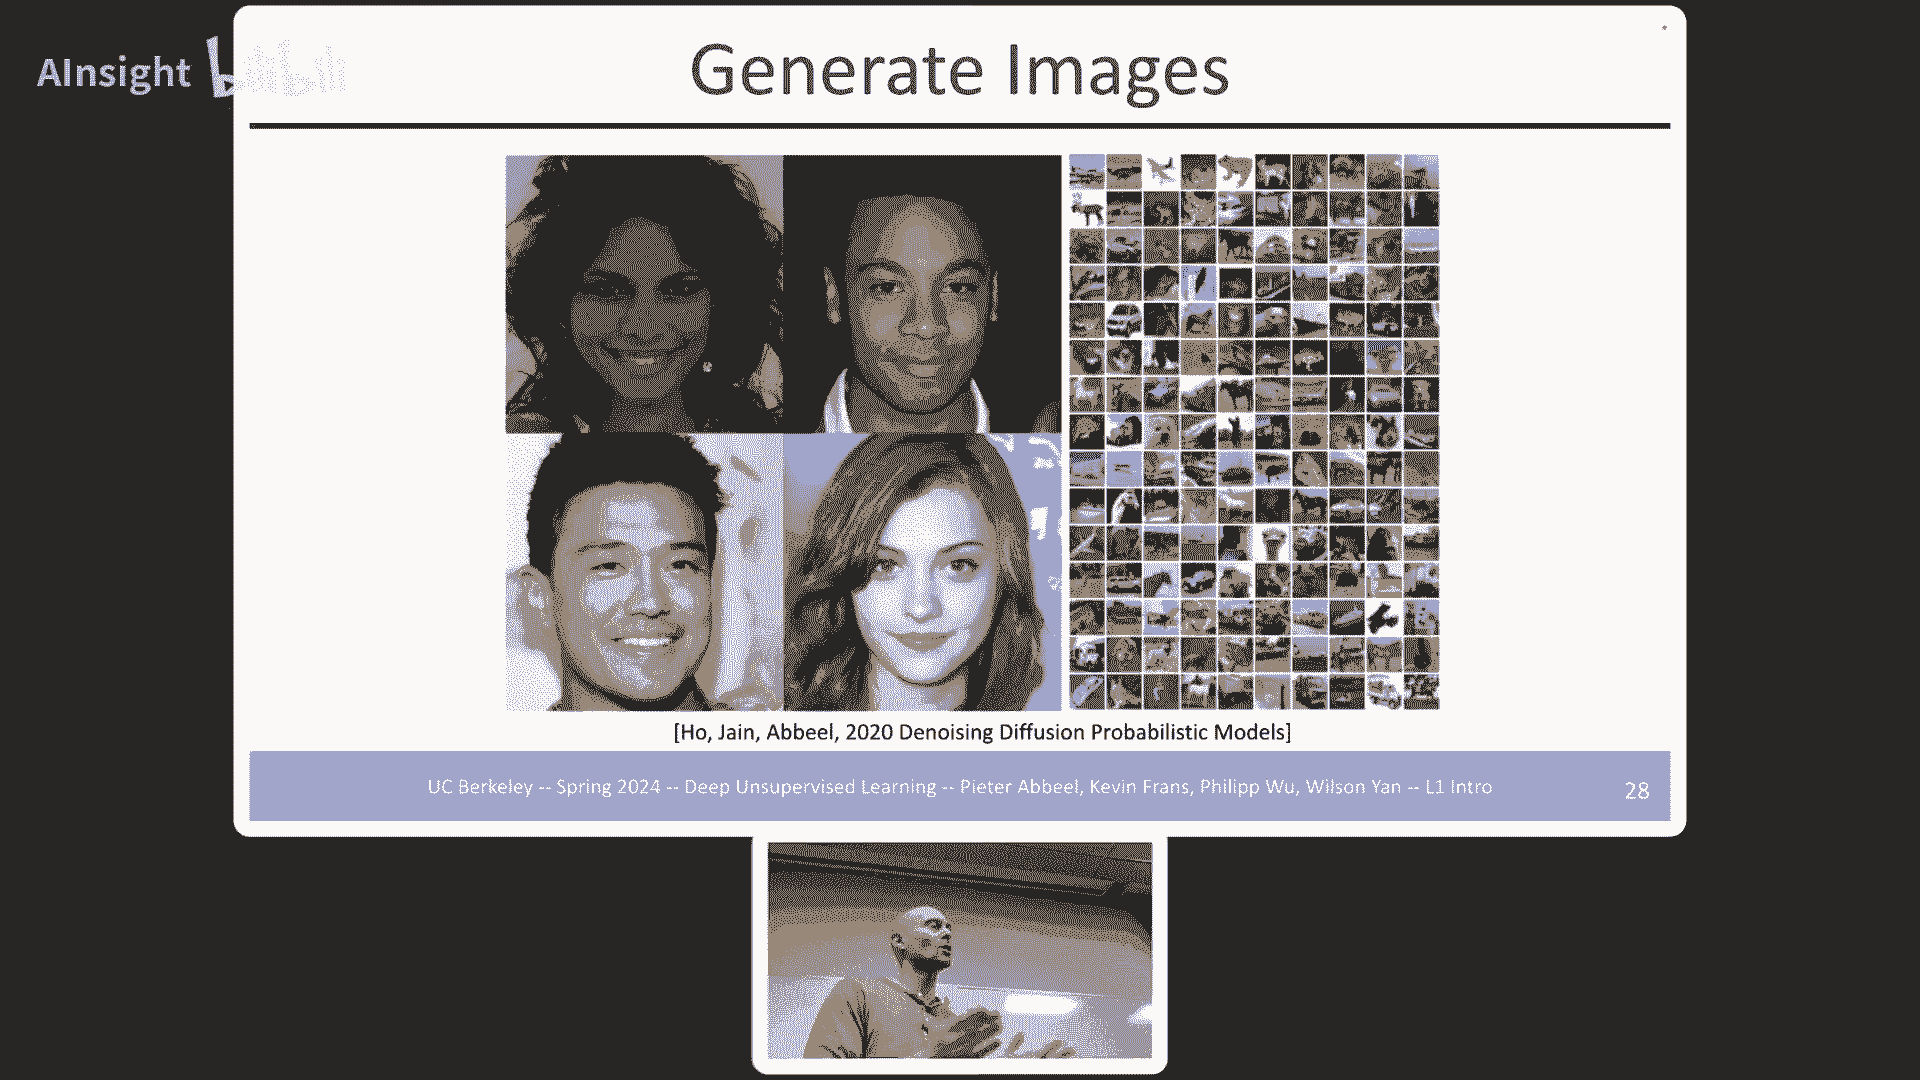 AInsight bilibili
Generate Images
[Ho, Jain, Abbeel, 2020 Denoising Diffusion Probabilistic Models]
UC Berkeley -- Spring 2024 -- Deep Unsupervised Learning -- Pieter Abbeel, Kevin Frans, Philipp Wu, Wilson Yan -- L1 Intro
28